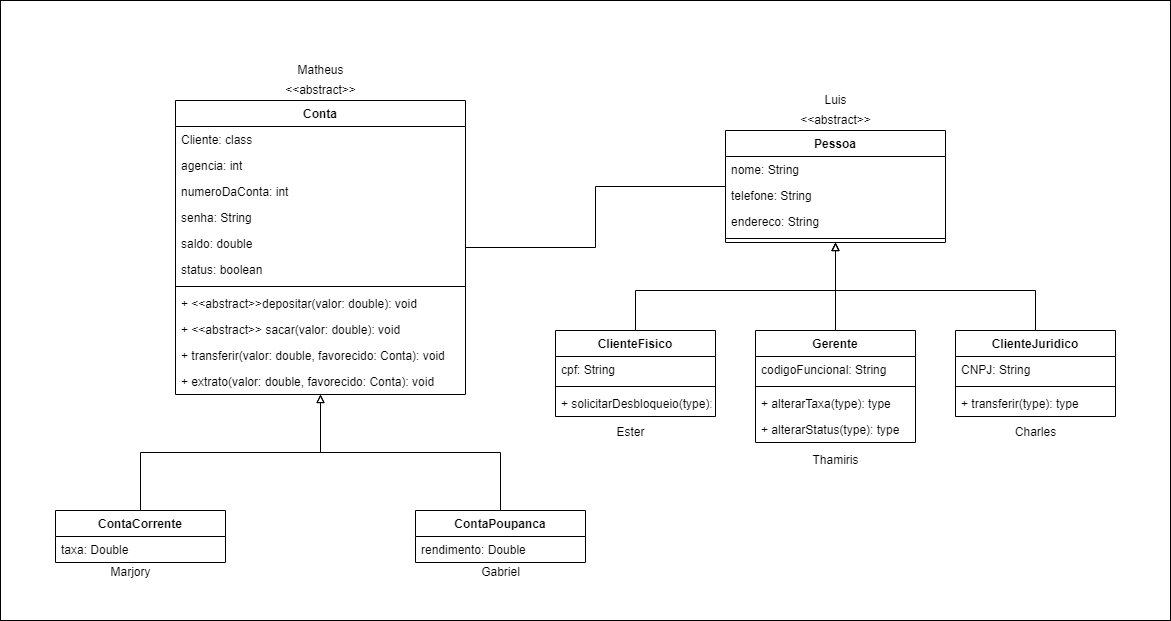 Matheus
<<abstract>>
Conta
Cliente: class
agencia: int
numeroDaConta: int
senha: String
saldo: double
status: boolean
+ <<abstract>>depositar(valor: double): void
+ <<abstract>> sacar(valor: double): void
+ transferir(valor: double, favorecido: Conta): void
+ extrato(valor: double, favorecido: Conta): void
Luis
<<abstract>>
Pessoa
nome: String
telefone: String
endereco: String
ClienteFisico
cpf: String
+ solicitarDesbloqueio(type):
Ester
Gerente
codigoFuncional: String
+ alterarTaxa(type): type
+ alterarStatus(type): type
Thamiris
ClienteJuridico
CNPJ: String
+ transferir(type): type
Charles
ContaCorrente
taxa: Double
Marjory
ContaPoupanca
rendimento: Double
Gabriel